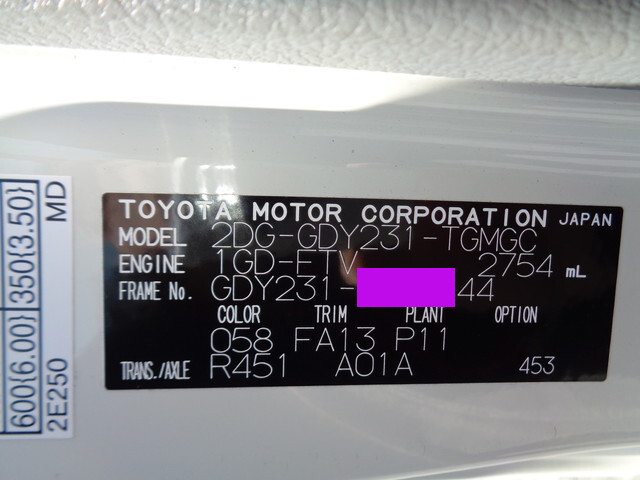 TOYOTA MOTOR CORPORATION JAPAN
MODEL 2DG-GDY231-TGMGC
ENGINE 1GD-FTV 2754 mL
FRAME No. GDY231- 44
COLOR TRIM PLANT OPTION
058 FA13 P11
TRANS./AXLE R451 A01A 453
600{6.00} 350{3.50}
2E250 MD